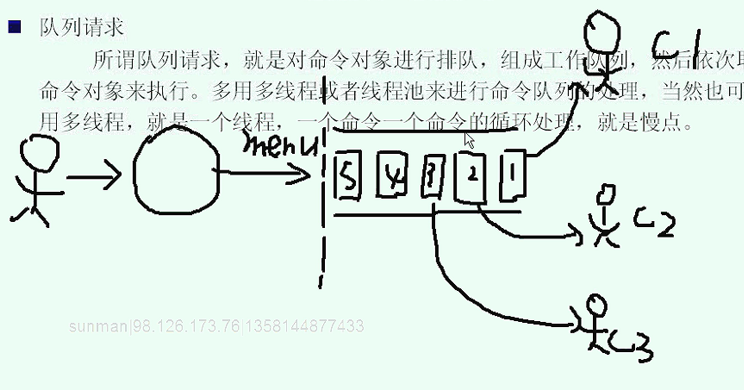 队列请求
所谓队列请求，就是对命令对象进行排队，组成工作队列，然后依次取
命令对象来执行。多用多线程或者线程池来进行命令队列的处理，当然也可
用多线程，就是一个线程，一个命令一个命令的循环处理，就是慢点。
C1
menu
5 4 3 2 1
C2
C3
sunman|98.126.173.76|1358144877433